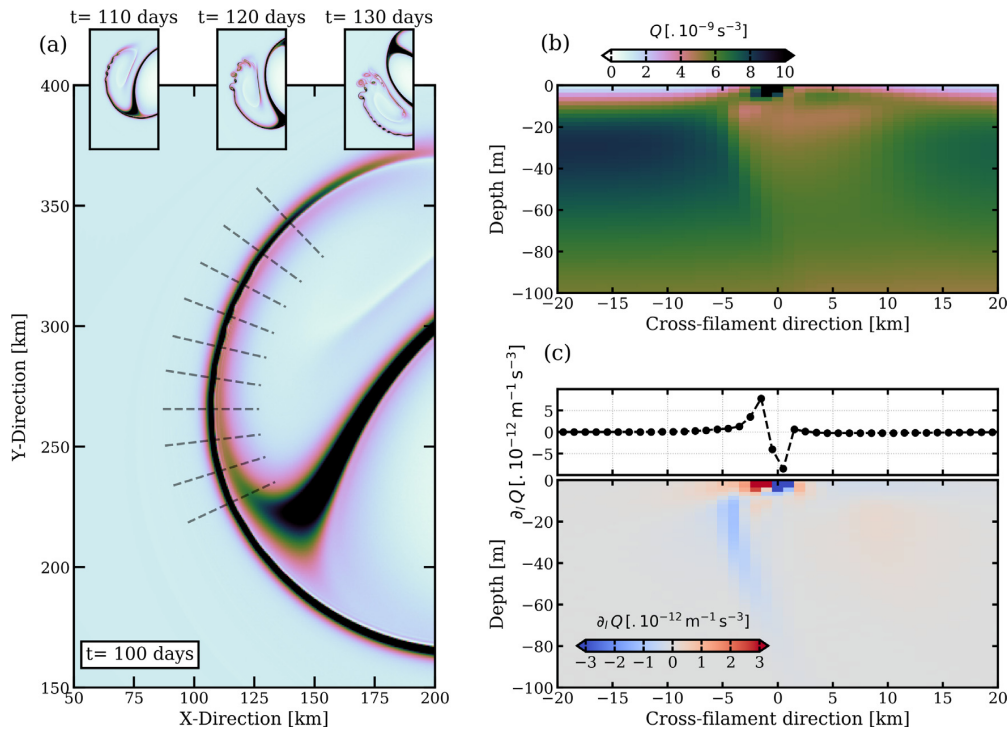 t= 110 days t= 120 days t= 130 days
(a)
400
350
300
250
200
150
Y-Direction [km]
t= 100 days
50 75 100 125 150 175 200
X-Direction [km]
(b)
Q [. 10⁻⁹ s⁻³]
0 2 4 6 8 10
0
−20
−40
−60
−80
−100
Depth [m]
−20 −15 −10 −5 0 5 10 15 20
Cross-filament direction [km]
(c)
5
0
−5
∂ₗ Q [. 10⁻¹² m⁻¹ s⁻³]
0
−20
−40
−60
−80
−100
Depth [m]
∂ₗ Q [. 10⁻¹² m⁻¹ s⁻³]
−3 −2 −1 0 1 2 3
−20 −15 −10 −5 0 5 10 15 20
Cross-filament direction [km]